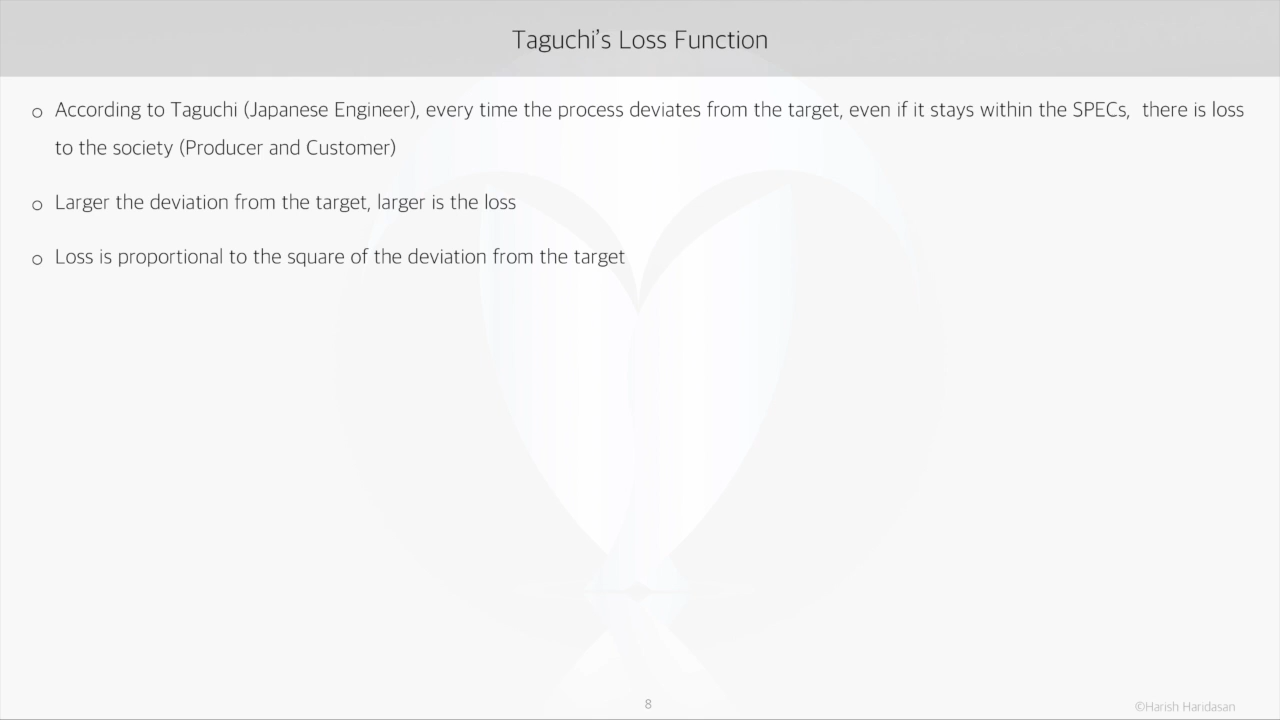 Taguchi's Loss Function
o According to Taguchi (Japanese Engineer), every time the process deviates from the target, even if it stays within the SPECs, there is loss
to the society (Producer and Customer)
o Larger the deviation from the target, larger is the loss
o Loss is proportional to the square of the deviation from the target
8
©Harish Haridasan